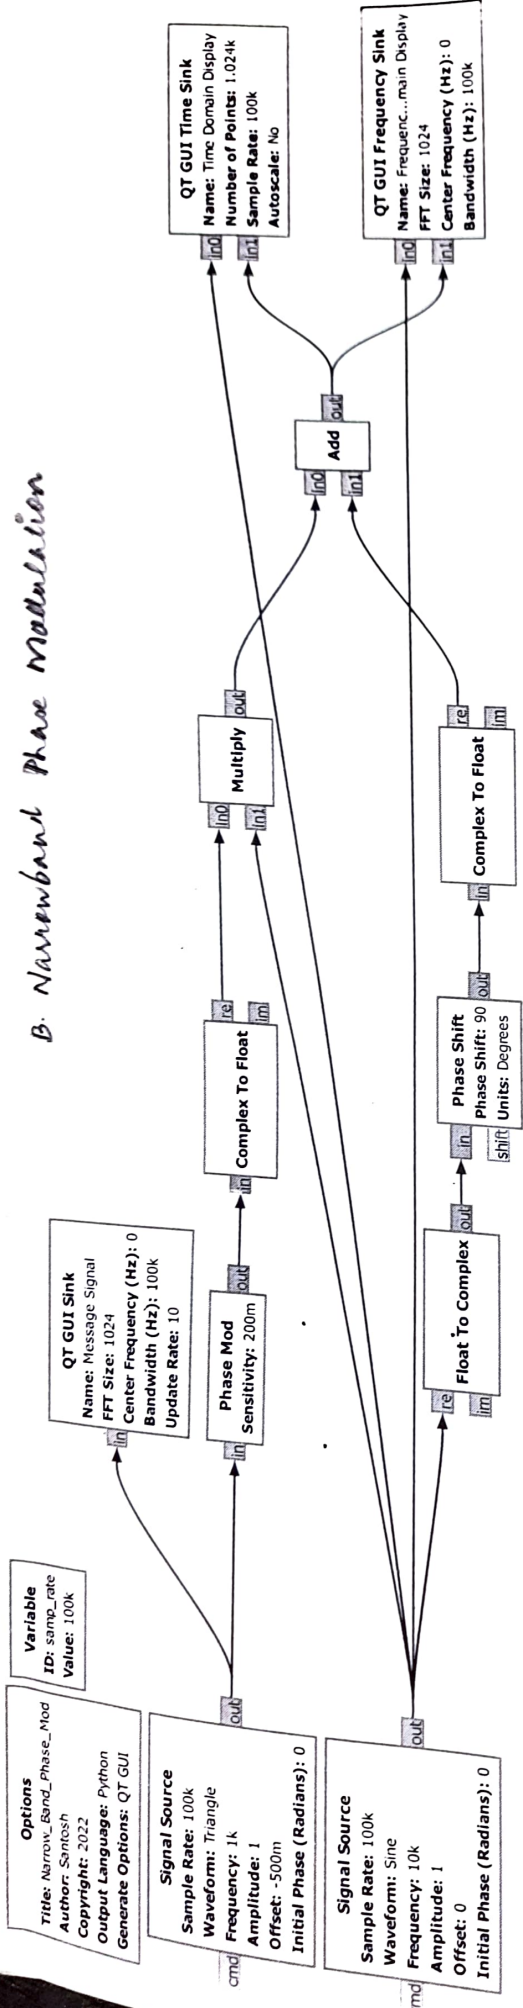 B. Narrowband Phase Modulation
Options
Title: Narrow_Band_Phase_Mod
Author: Santosh
Copyright: 2022
Output Language: Python
Generate Options: QT GUI
Variable
ID: samp_rate
Value: 100k
Signal Source
Sample Rate: 100k
Waveform: Triangle
Frequency: 1k
Amplitude: 1
Offset: -500m
Initial Phase (Radians): 0
cmd
out
Signal Source
Sample Rate: 100k
Waveform: Sine
Frequency: 10k
Amplitude: 1
Offset: 0
Initial Phase (Radians): 0
md
out
QT GUI Sink
Name: Message Signal
FFT Size: 1024
Center Frequency (Hz): 0
Bandwidth (Hz): 100k
Update Rate: 10
in
Phase Mod
Sensitivity: 200m
in
out
Complex To Float
in
re
im
Multiply
in0
in1
out
Float To Complex
re
im
out
Phase Shift
Phase Shift: 90
Units: Degrees
in
shift
out
Complex To Float
in
re
im
Add
in0
in1
out
QT GUI Time Sink
Name: Time Domain Display
Number of Points: 1.024k
Sample Rate: 100k
Autoscale: No
in0
in1
QT GUI Frequency Sink
Name: Frequenc...main Display
FFT Size: 1024
Center Frequency (Hz): 0
Bandwidth (Hz): 100k
in0
in1